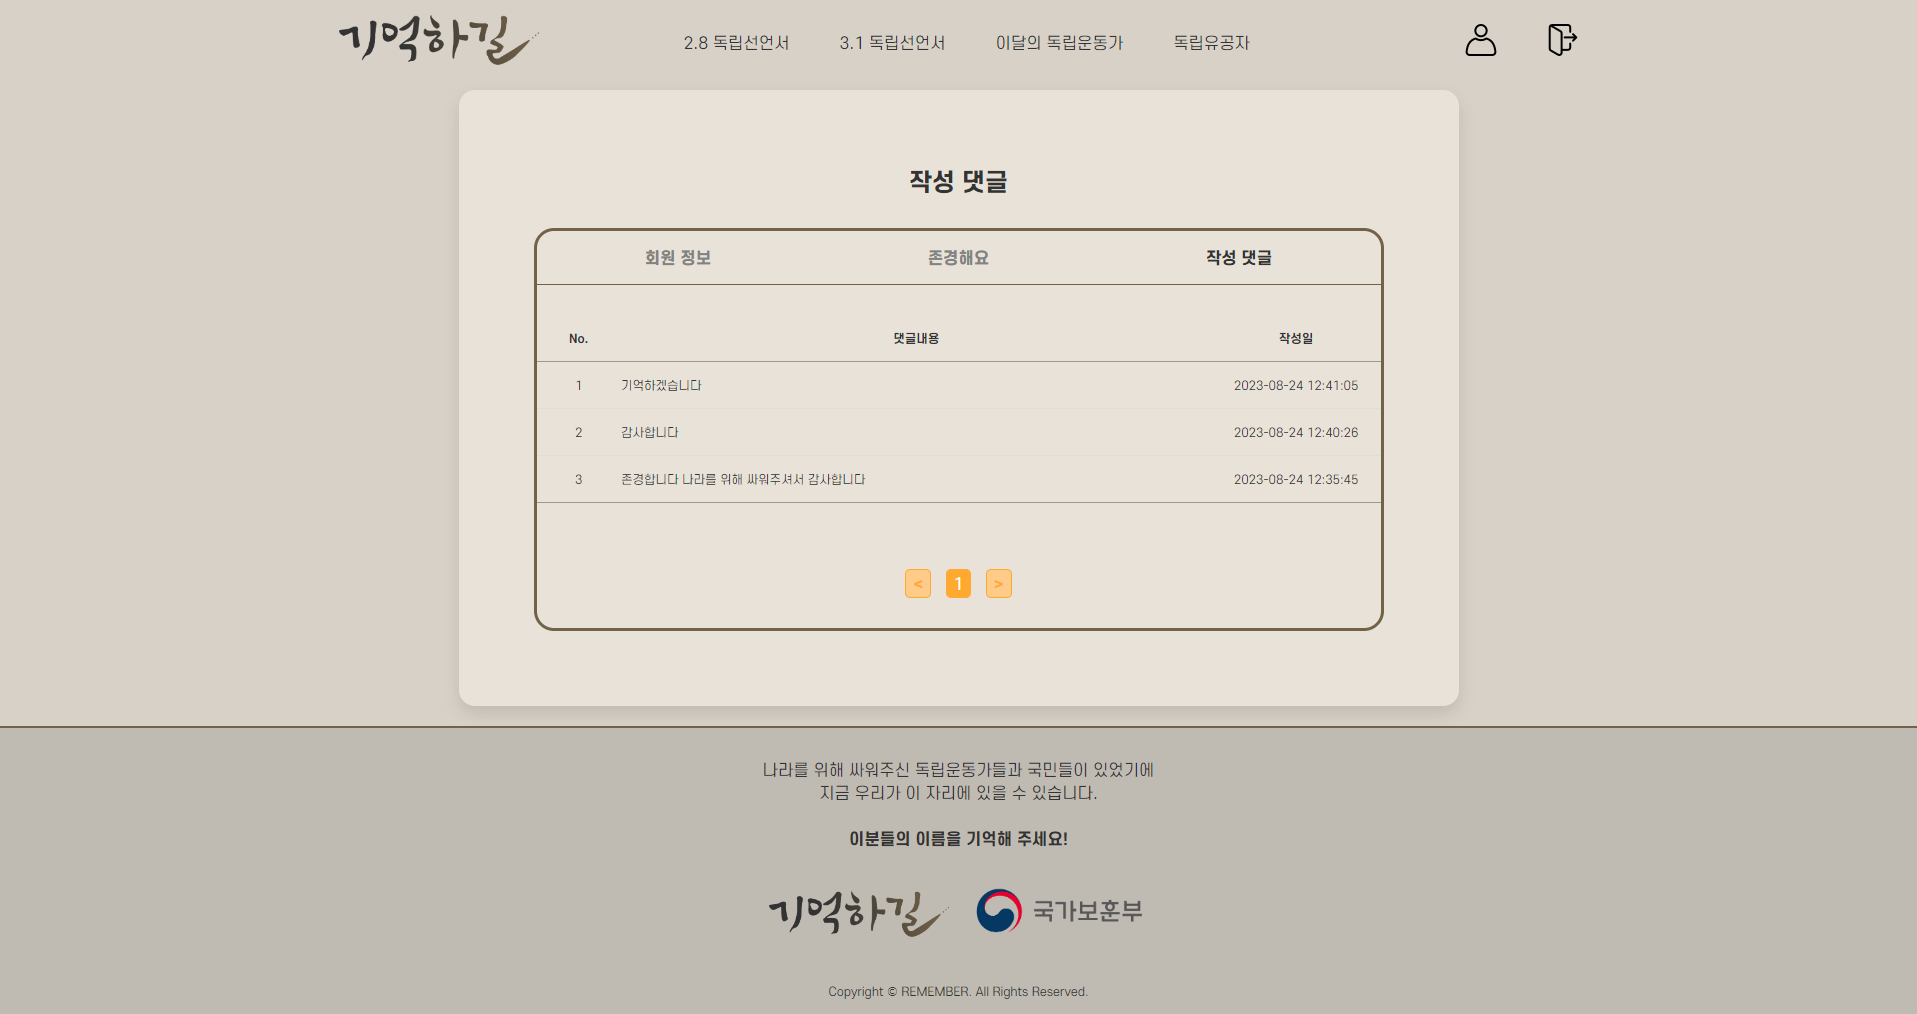 기억하길
2.8 독립선언서 3.1 독립선언서 이달의 독립운동가 독립유공자
작성 댓글
회원 정보 존경해요 작성 댓글
No. 댓글내용 작성일
1 기억하겠습니다 2023-08-24 12:41:05
2 감사합니다 2023-08-24 12:40:26
3 존경합니다 나라를 위해 싸워주셔서 감사합니다 2023-08-24 12:35:45
< 1 >
나라를 위해 싸워주신 독립운동가들과 국민들이 있었기에
지금 우리가 이 자리에 있을 수 있습니다.
이분들의 이름을 기억해 주세요!
기억하길 국가보훈부
Copyright © REMEMBER. All Rights Reserved.